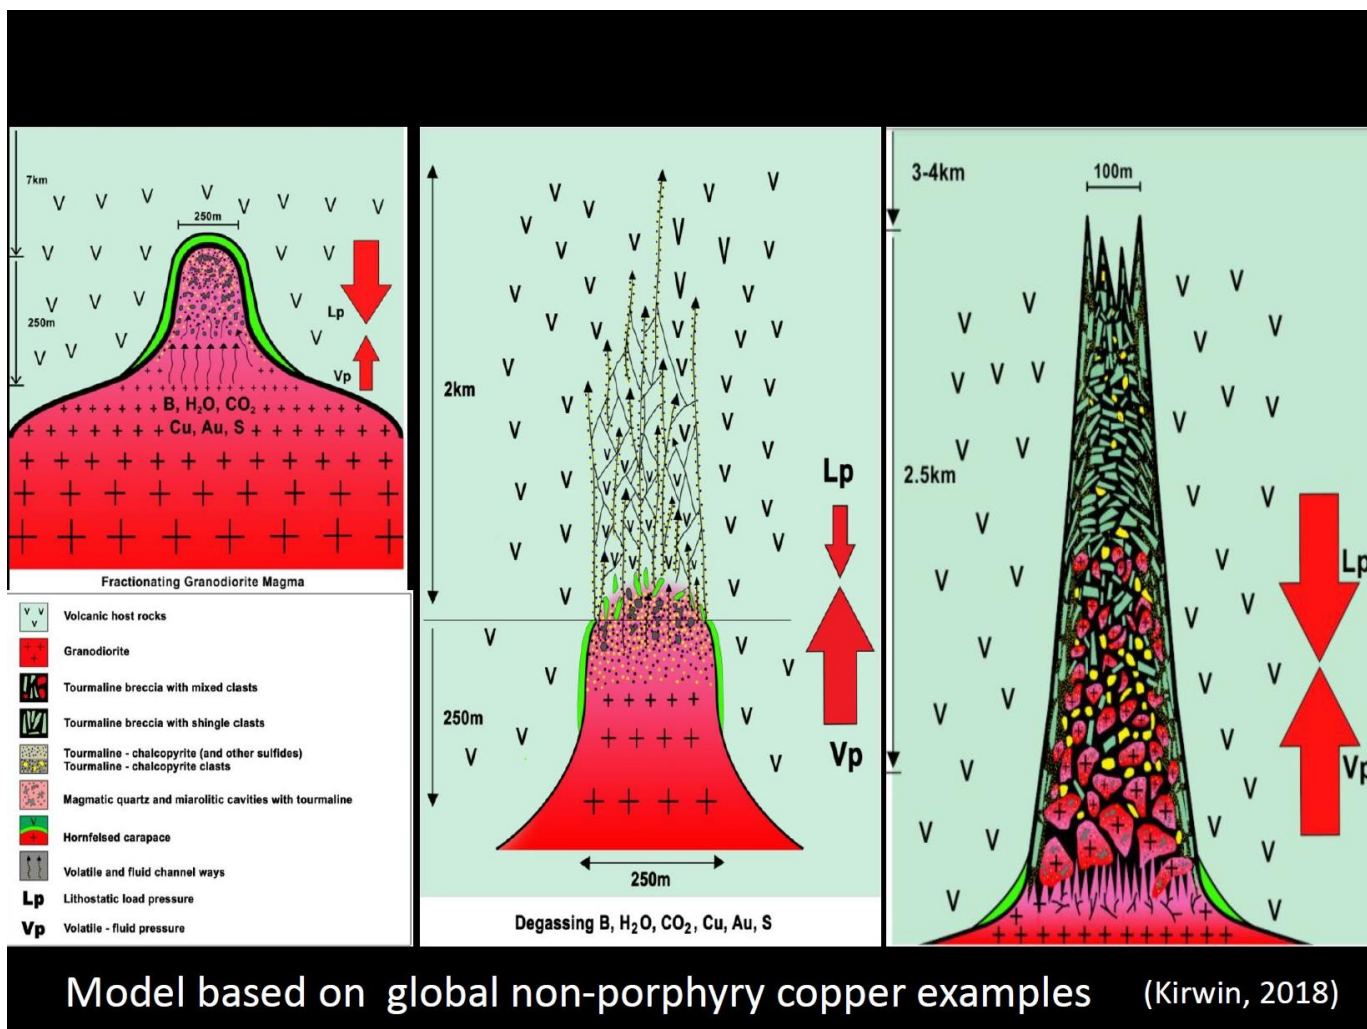 7km
250m
250m
Lp
Vp
B, H₂O, CO₂
Cu, Au, S
Fractionating Granodiorite Magma
V V
V
Volcanic host rocks
Granodiorite
Tourmaline breccia with mixed clasts
Tourmaline breccia with shingle clasts
Tourmaline - chalcopyrite (and other sulfides)
Tourmaline - chalcopyrite clasts
Magmatic quartz and miarolitic cavities with tourmaline
V
Hornfelsed carapace
Volatile and fluid channel ways
Lp Lithostatic load pressure
Vp Volatile - fluid pressure
2km
Lp
250m
Vp
250m
Degassing B, H₂O, CO₂, Cu, Au, S
3-4km
100m
2.5km
Lp
Vp
Model based on global non-porphyry copper examples (Kirwin, 2018)